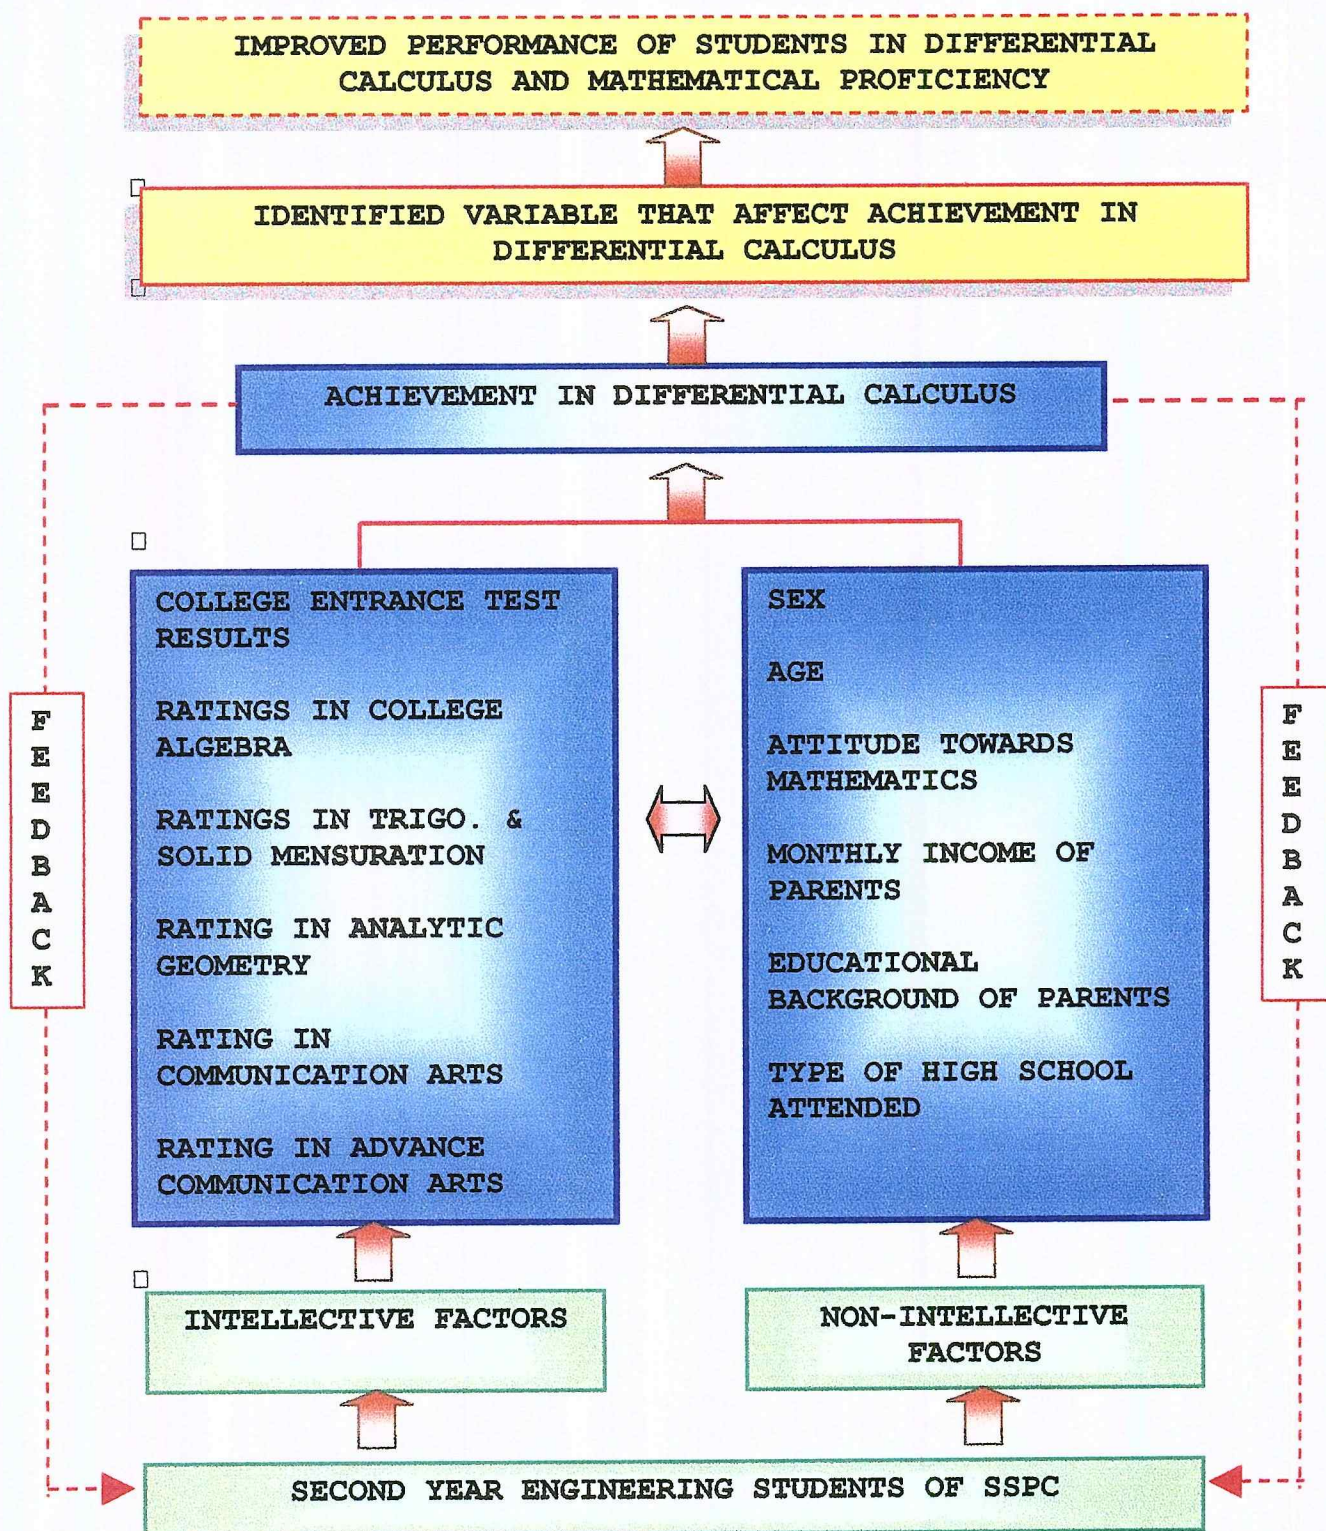 IMPROVED PERFORMANCE OF STUDENTS IN DIFFERENTIAL
CALCULUS AND MATHEMATICAL PROFICIENCY
IDENTIFIED VARIABLE THAT AFFECT ACHIEVEMENT IN
DIFFERENTIAL CALCULUS
ACHIEVEMENT IN DIFFERENTIAL CALCULUS
FEEDBACK
COLLEGE ENTRANCE TEST
RESULTS
RATINGS IN COLLEGE
ALGEBRA
RATINGS IN TRIGO. &
SOLID MENSURATION
RATING IN ANALYTIC
GEOMETRY
RATING IN
COMMUNICATION ARTS
RATING IN ADVANCE
COMMUNICATION ARTS
SEX
AGE
ATTITUDE TOWARDS
MATHEMATICS
MONTHLY INCOME OF
PARENTS
EDUCATIONAL
BACKGROUND OF PARENTS
TYPE OF HIGH SCHOOL
ATTENDED
FEEDBACK
INTELLECTIVE FACTORS
NON-INTELLECTIVE
FACTORS
SECOND YEAR ENGINEERING STUDENTS OF SSPC